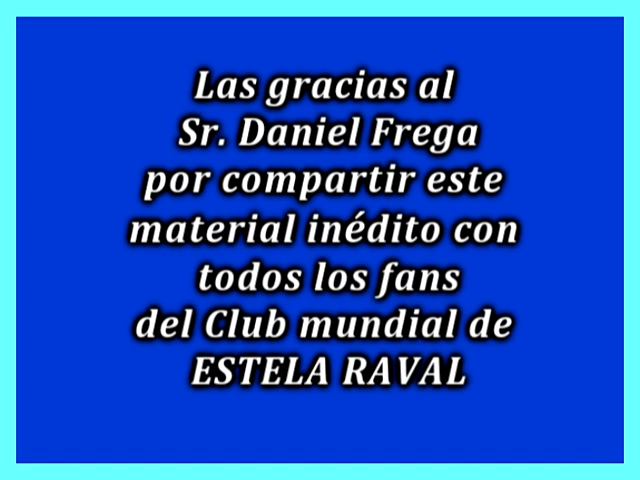 Las gracias al
Sr. Daniel Frega
por compartir este
material inédito con
todos los fans
del Club mundial de
ESTELA RAVAL